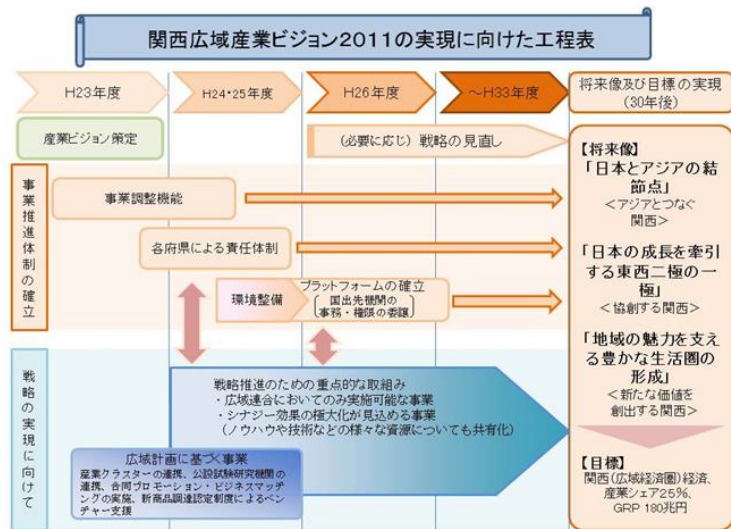 関西広域産業ビジョン2011の実現に向けた工程表
H23年度
H24・25年度
H26年度
～H33年度
将来像及び目標の実現
(30年後)
産業ビジョン策定
(必要に応じ) 戦略の見直し
事業推進体制の確立
事業調整機能
各府県による責任体制
環境整備
プラットフォームの確立
国出先機関の
事務・権限の委譲
戦略の実現に向けて
戦略推進のための重点的な取組み
・広域連合においてのみ実施可能な事業
・シナジー効果の極大化が見込める事業
(ノウハウや技術などの様々な資源についても共有化)
広域計画に基づく事業
産業クラスターの連携、公設試験研究機関の
連携、合同プロモーション・ビジネスマッチ
ングの実施、新商品調達認定制度によるベン
チャー支援
【将来像】
「日本とアジアの結
節点」
<アジアとつなぐ
関西>
「日本の成長を牽引
する東西二極の一
極」
<協創する関西>
「地域の魅力を支え
る豊かな生活圏の
形成」
<新たな価値を
創出する関西>
【目標】
関西(広域経済圏)経済、
産業シェア25％、
GRP 180兆円